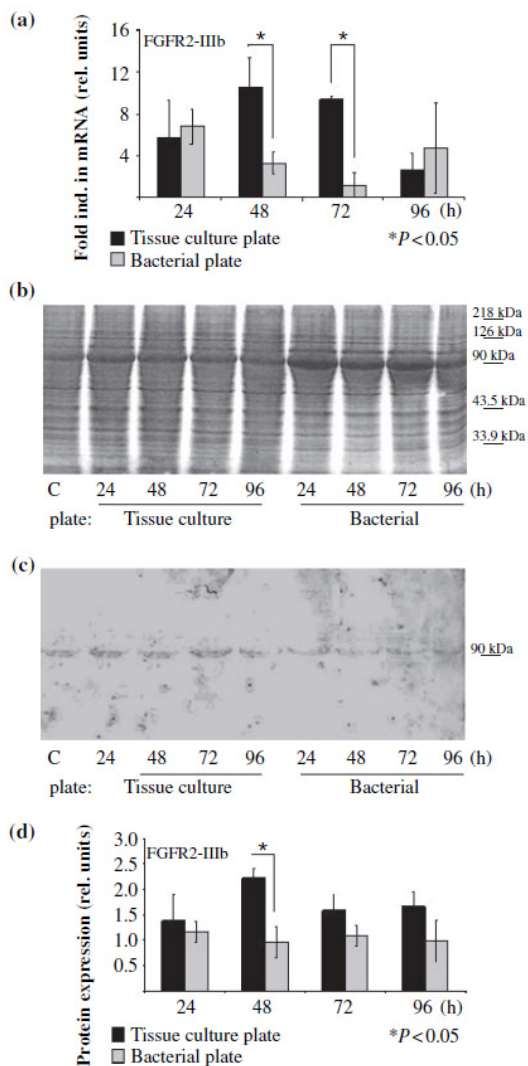 (a)
Fold ind. in mRNA (rel. units)
16
12
8
4
FGFR2-IIIb
*
*
24 48 72 96 (h)
Tissue culture plate
Bacterial plate
*P<0.05
(b)
218 kDa
126 kDa
90 kDa
43.5 kDa
33.9 kDa
C 24 48 72 96 24 48 72 96 (h)
plate: Tissue culture Bacterial
(c)
90 kDa
C 24 48 72 96 24 48 72 96 (h)
plate: Tissue culture Bacterial
(d)
Protein expression (rel. units)
3.0
2.5
2.0
1.5
1.0
0.5
FGFR2-IIIb
*
24 48 72 96 (h)
Tissue culture plate
Bacterial plate
*P<0.05